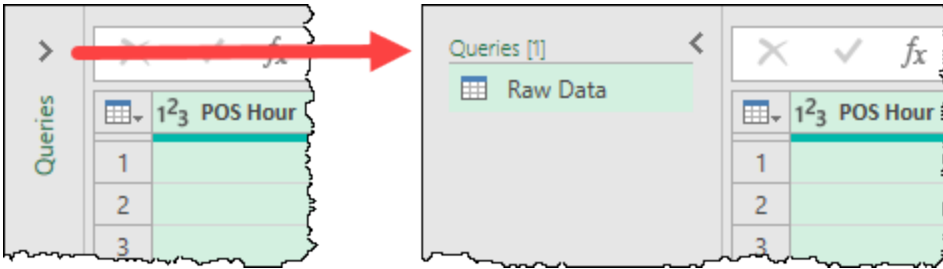 Queries
fx
1²3 POS Hour
1
2
3
Queries [1]
Raw Data
fx
1²3 POS Hour
1
2
3